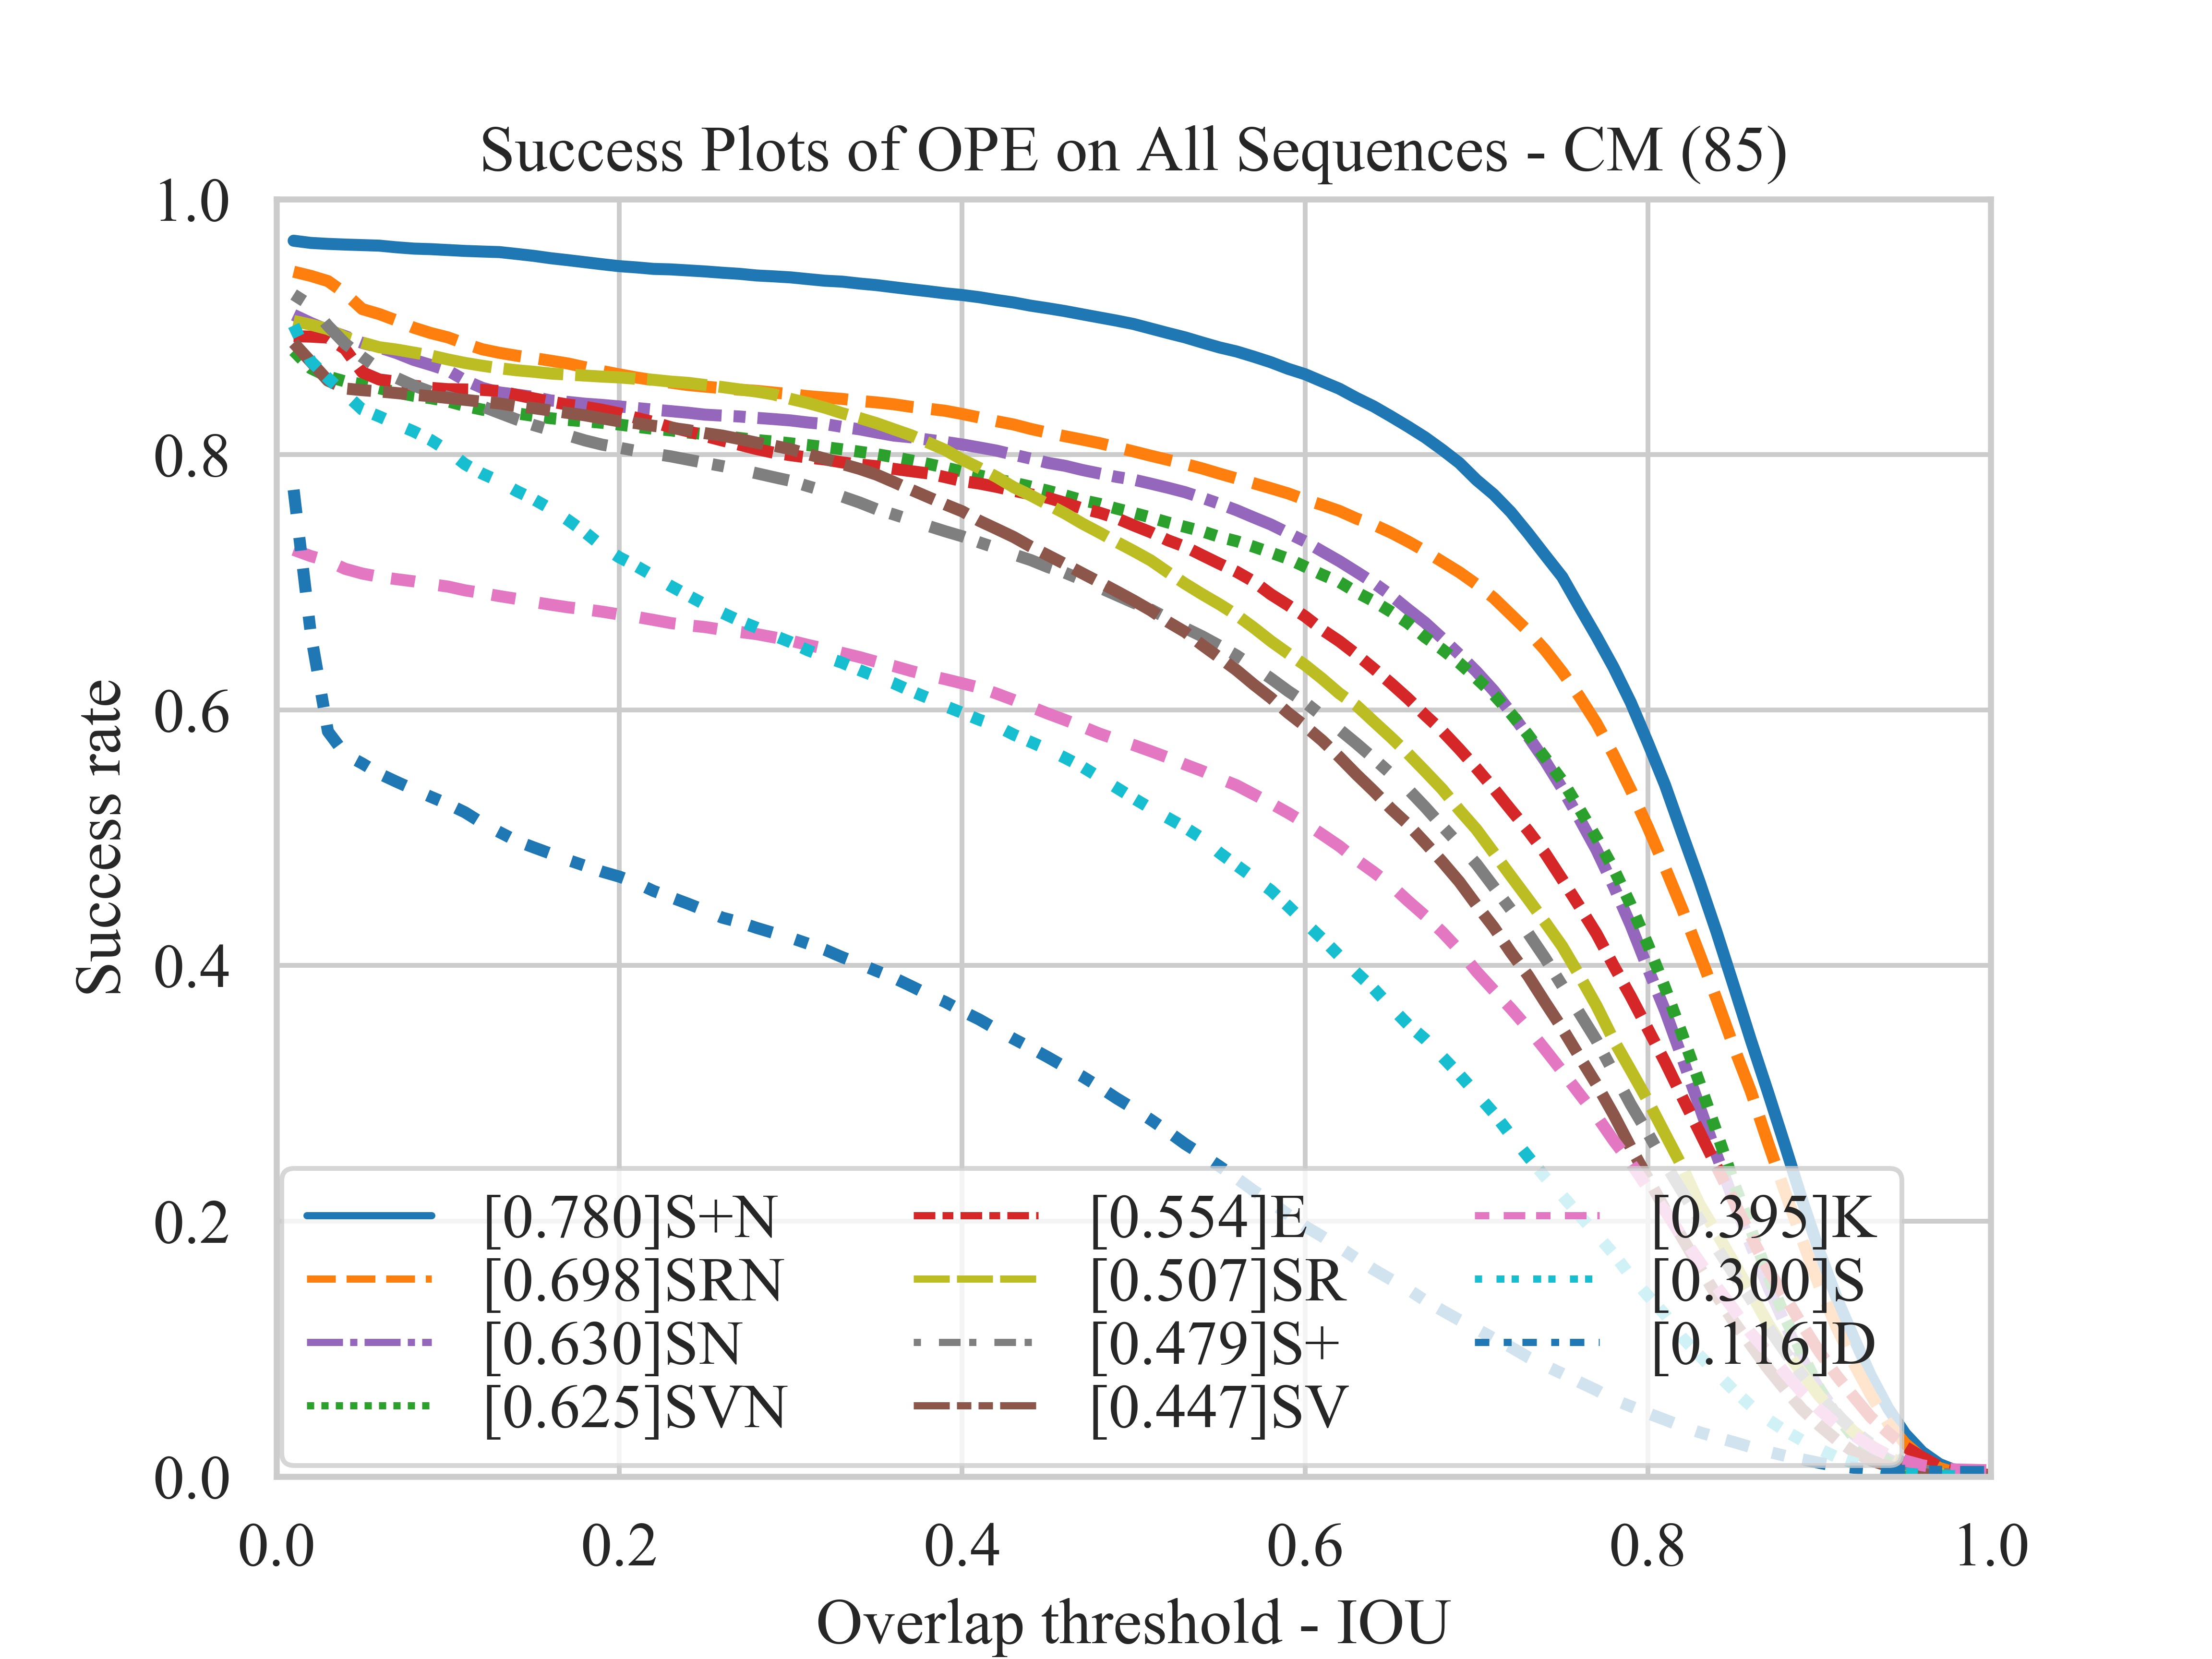 Success Plots of OPE on All Sequences - CM (85)
1.0
0.8
0.6
0.4
0.2
0.0
Success rate
[0.780]S+N
[0.698]SRN
[0.630]SN
[0.625]SVN
[0.554]E
[0.507]SR
[0.479]S+
[0.447]SV
[0.395]K
[0.300]S
[0.116]D
0.0 0.2 0.4 0.6 0.8 1.0
Overlap threshold - IOU